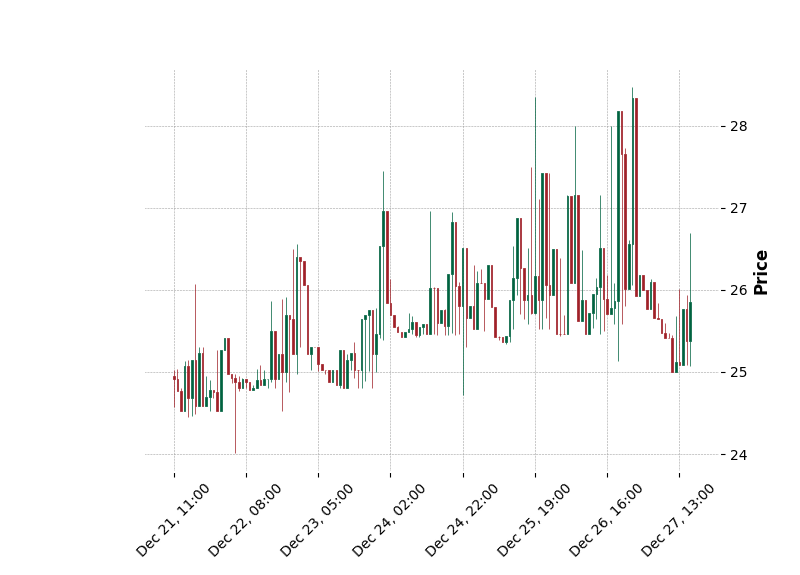 28
27
26
25
24
Price
Dec 21, 11:00
Dec 22, 08:00
Dec 23, 05:00
Dec 24, 02:00
Dec 24, 22:00
Dec 25, 19:00
Dec 26, 16:00
Dec 27, 13:00